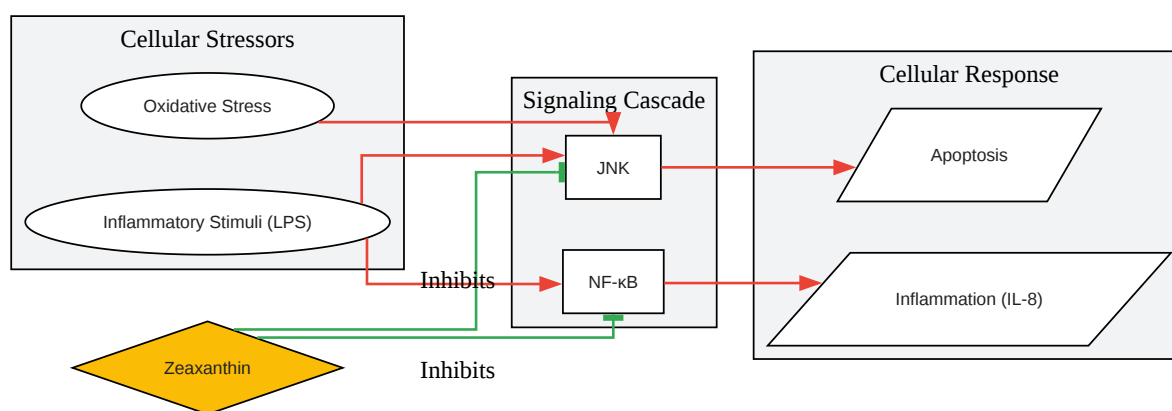 Cellular Stressors
Oxidative Stress
Inflammatory Stimuli (LPS)
Zeaxanthin
Inhibits
Inhibits
Signaling Cascade
JNK
NF-κB
Cellular Response
Apoptosis
Inflammation (IL-8)